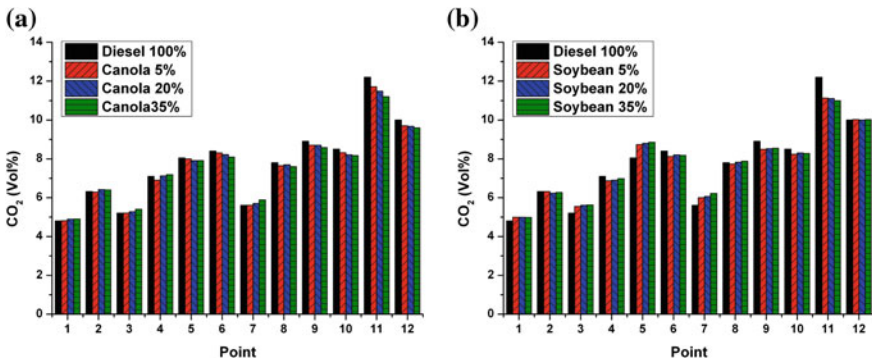 (a)
14
12
10
8
6
4
2
0
CO2 (Vol%)
Diesel 100%
Canola 5%
Canola 20%
Canola35%
1 2 3 4 5 6 7 8 9 10 11 12
Point
(b)
14
12
10
8
6
4
2
0
CO2 (Vol%)
Diesel 100%
Soybean 5%
Soybean 20%
Soybean 35%
1 2 3 4 5 6 7 8 9 10 11 12
Point